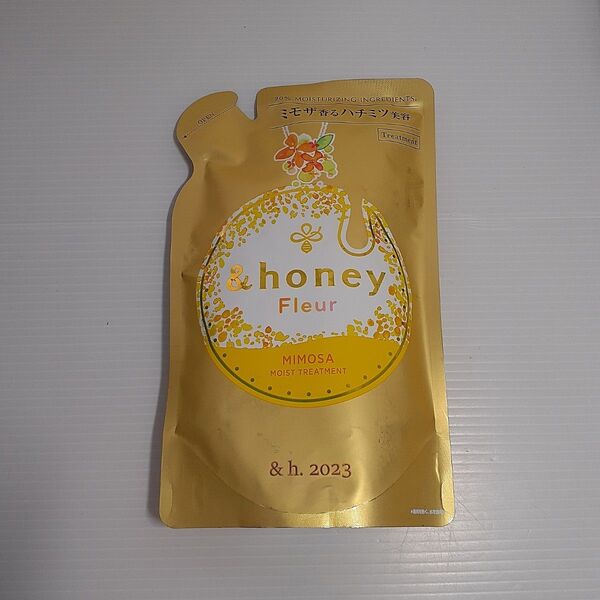 90% MOISTURIZING INGREDIENTS.
OPEN
ミモザ香るハチミツ美容
Treatment
&honey
Fleur
MIMOSA
MOIST TREATMENT
& h. 2023